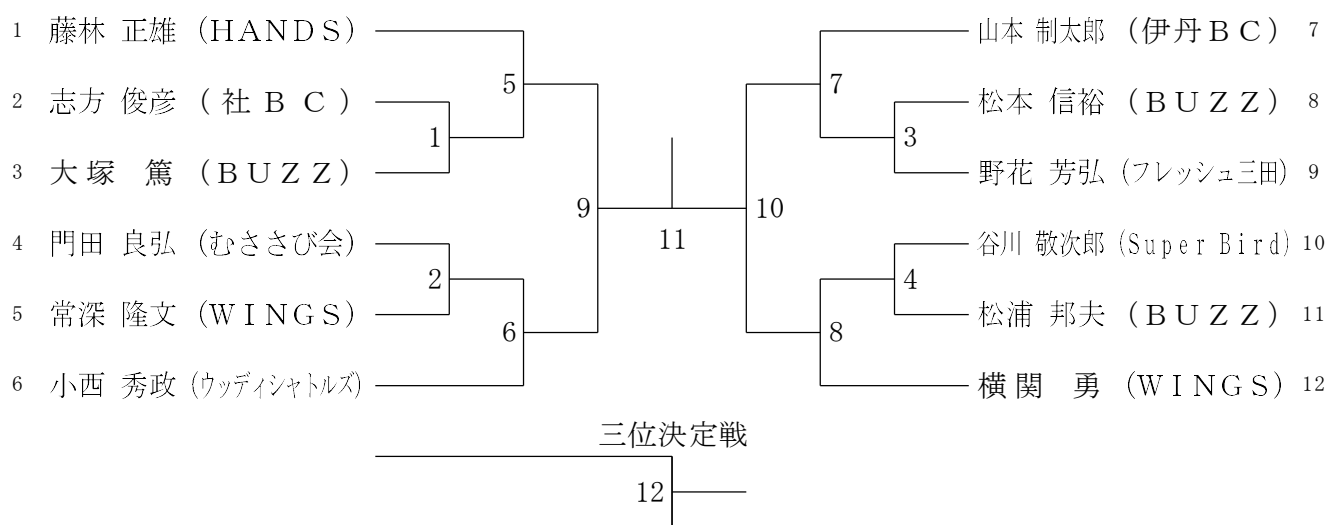 1 藤林 正雄 (HANDS)
2 志方 俊彦 (社BC)
3 大塚 篤 (BUZZ)
4 門田 良弘 (むささび会)
5 常深 隆文 (WINGS)
6 小西 秀政 (ウッディシャトルズ)
5
1
9
2
6
11
7
3
10
4
8
山本 制太郎 (伊丹BC) 7
松本 信裕 (BUZZ) 8
野花 芳弘 (フレッシュ三田) 9
谷川 敬次郎 (Super Bird) 10
松浦 邦夫 (BUZZ) 11
横関 勇 (WINGS) 12
三位決定戦
12